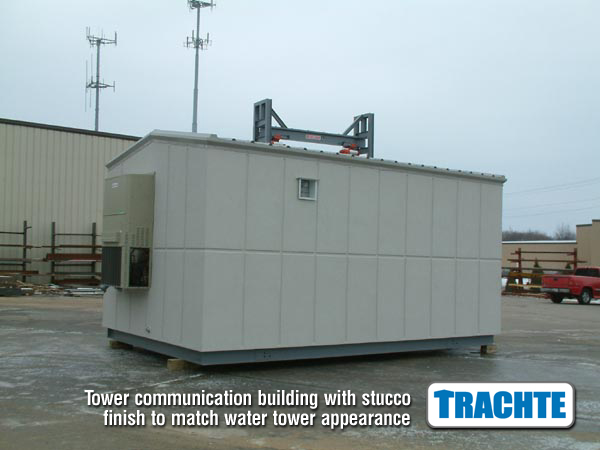 Tower communication building with stucco
finish to match water tower appearance
TRACHTE